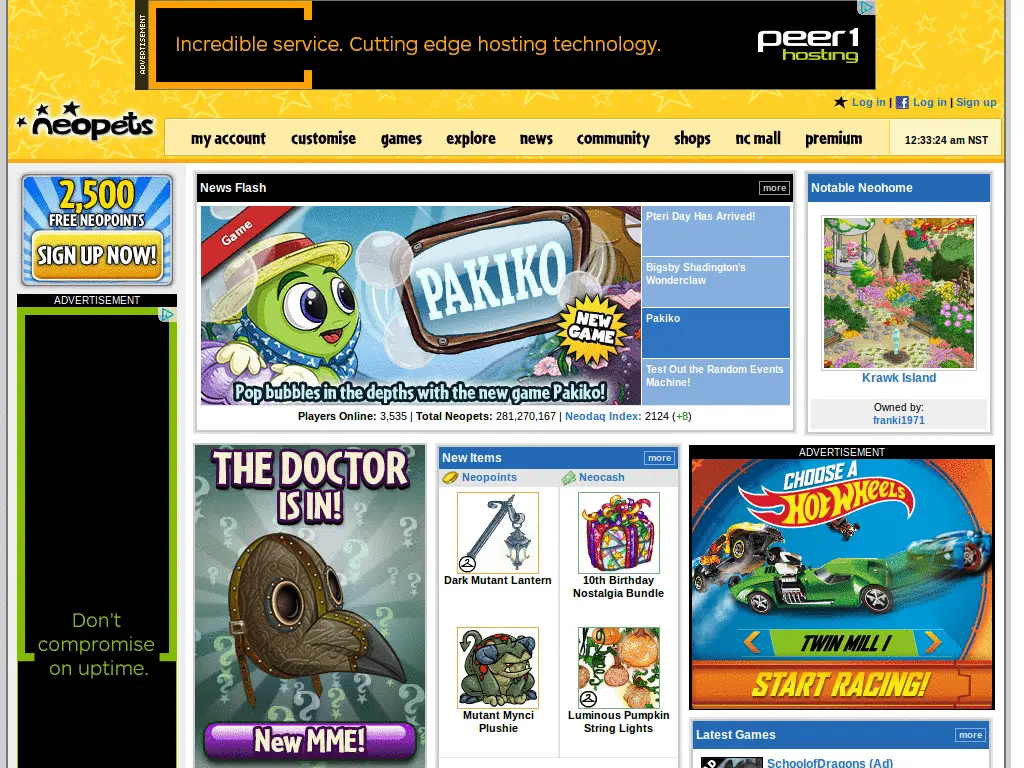 ADVERTISEMENT
Incredible service. Cutting edge hosting technology.
peer1
hosting
Log in | Log in | Sign up
neopets
my account customise games explore news community shops nc mall premium
12:33:24 am NST
2,500
FREE NEOPOINTS
SIGN UP NOW!
ADVERTISEMENT
Don't
compromise
on uptime.
News Flash more
Game
PAKIKO
NEW
GAME
Pop bubbles in the depths with the new game Pakiko!
Pteri Day Has Arrived!
Bigsby Shadington's
Wonderclaw
Pakiko
Test Out the Random Events
Machine!
Players Online: 3,535 | Total Neopets: 281,270,167 | Neodaq Index: 2124 (+8)
Notable Neohome
Krawk Island
Owned by:
franki1971
THE DOCTOR
IS IN!
New MME!
New Items more
Neopoints Neocash
Dark Mutant Lantern
10th Birthday
Nostalgia Bundle
Mutant Mynci
Plushie
Luminous Pumpkin
String Lights
ADVERTISEMENT
CHOOSE A
HOT WHEELS
TWIN MILL I
START RACING!
Latest Games more
SchoolofDragons (Ad)